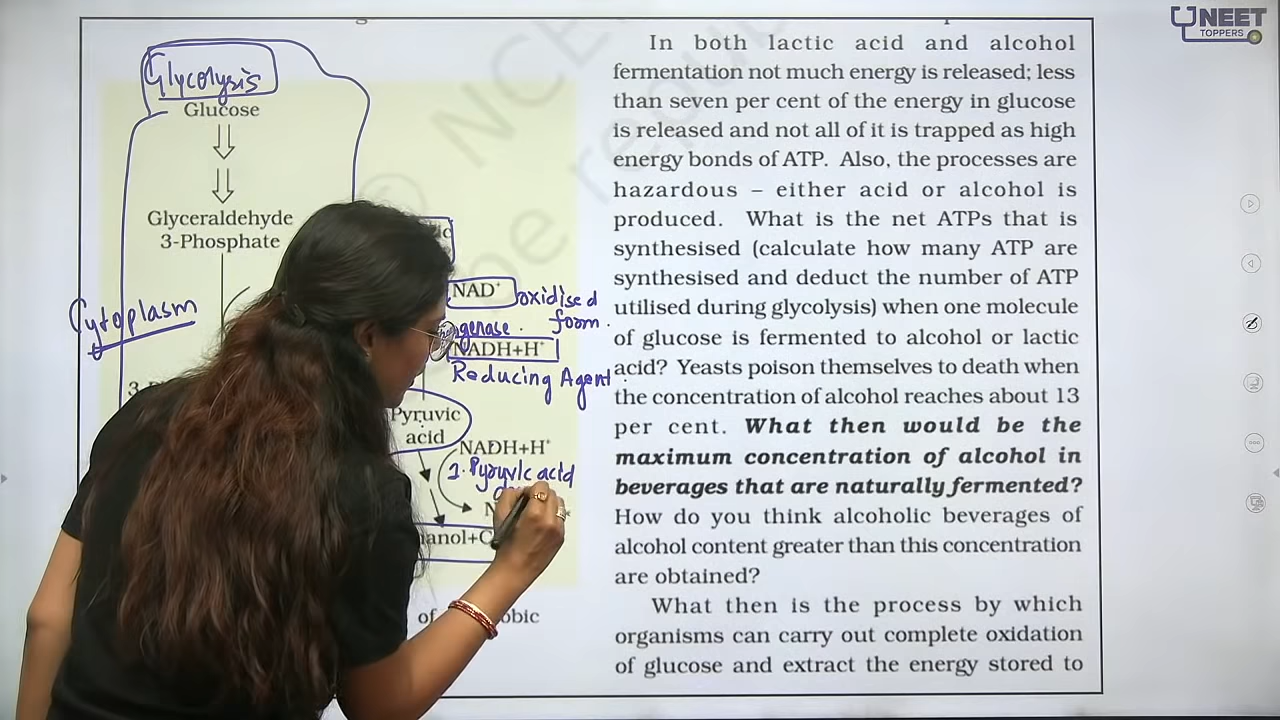 NEET
TOPPERS
Glycolysis
Glucose
Glyceraldehyde
3-Phosphate
Cytoplasm
NAD⁺
oxidised
form.
genase.
NADH+H⁺
Reducing Agent.
Pyruvic
acid
NADH+H⁺
1. Pyruvic acid
anol+C
of
obic
In both lactic acid and alcohol
fermentation not much energy is released; less
than seven per cent of the energy in glucose
is released and not all of it is trapped as high
energy bonds of ATP. Also, the processes are
hazardous – either acid or alcohol is
produced. What is the net ATPs that is
synthesised (calculate how many ATP are
synthesised and deduct the number of ATP
utilised during glycolysis) when one molecule
of glucose is fermented to alcohol or lactic
acid? Yeasts poison themselves to death when
the concentration of alcohol reaches about 13
per cent. What then would be the
maximum concentration of alcohol in
beverages that are naturally fermented?
How do you think alcoholic beverages of
alcohol content greater than this concentration
are obtained?
What then is the process by which
organisms can carry out complete oxidation
of glucose and extract the energy stored to